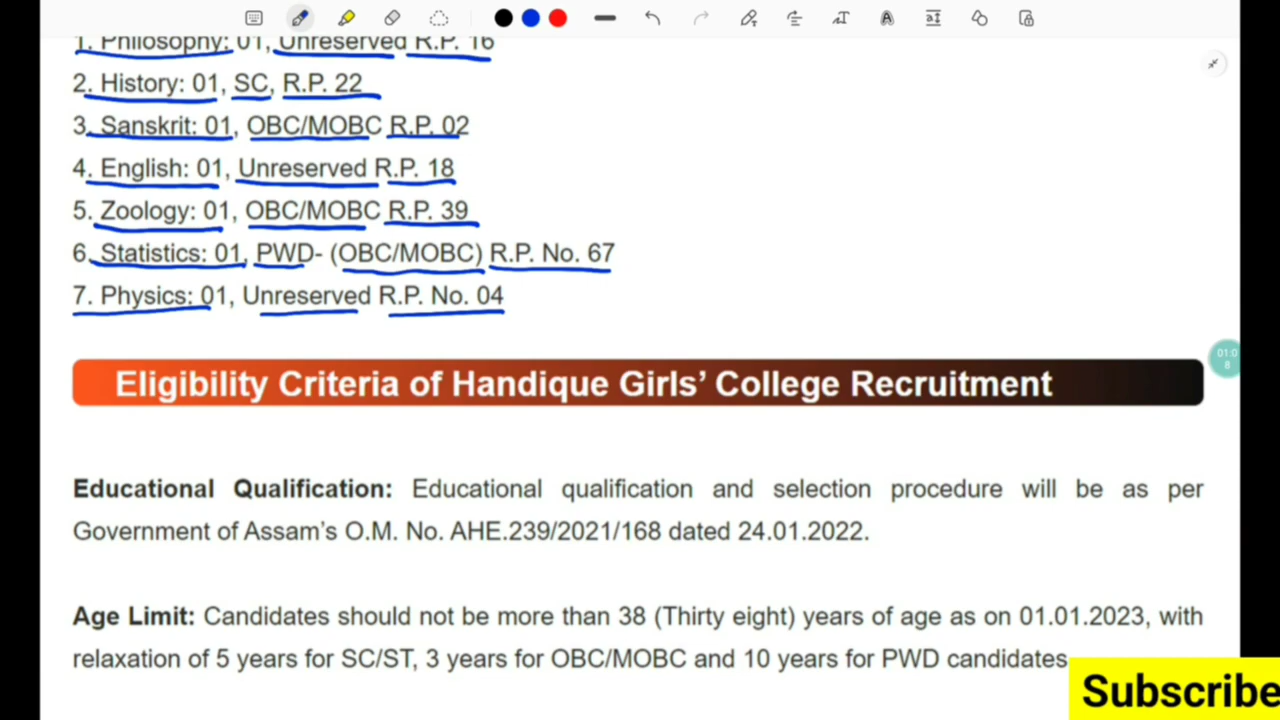 1. Philosophy: 01, Unreserved R.P. 16
2. History: 01, SC, R.P. 22
3. Sanskrit: 01, OBC/MOBC R.P. 02
4. English: 01, Unreserved R.P. 18
5. Zoology: 01, OBC/MOBC R.P. 39
6. Statistics: 01, PWD- (OBC/MOBC) R.P. No. 67
7. Physics: 01, Unreserved R.P. No. 04
01:0
8
Eligibility Criteria of Handique Girls’ College Recruitment
Educational Qualification: Educational qualification and selection procedure will be as per
Government of Assam’s O.M. No. AHE.239/2021/168 dated 24.01.2022.
Age Limit: Candidates should not be more than 38 (Thirty eight) years of age as on 01.01.2023, with
relaxation of 5 years for SC/ST, 3 years for OBC/MOBC and 10 years for PWD candidates
Subscribe